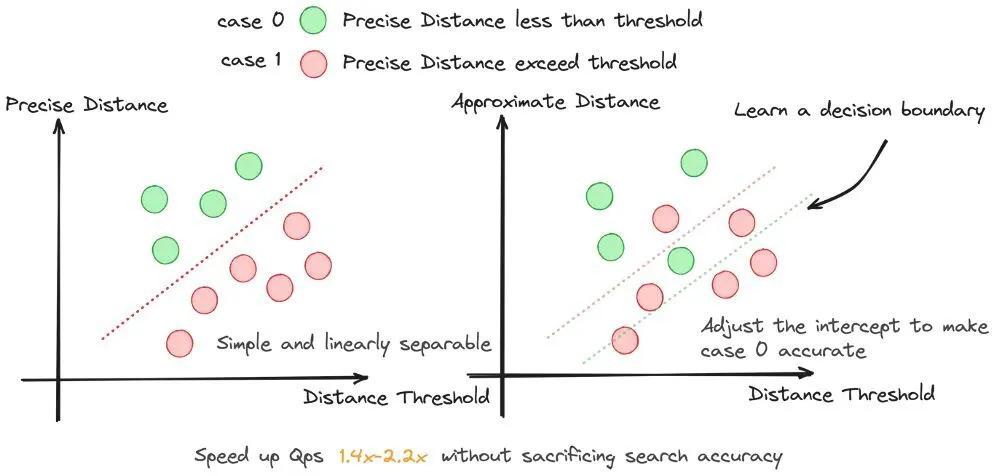 case 0 Precise Distance less than threshold
case 1 Precise Distance exceed threshold
Precise Distance
Approximate Distance
Learn a decision boundary
Simple and linearly separable
Adjust the intercept to make
case 0 accurate
Distance Threshold
Distance Threshold
Speed up Qps 1.4x-2.2x without sacrificing search accuracy